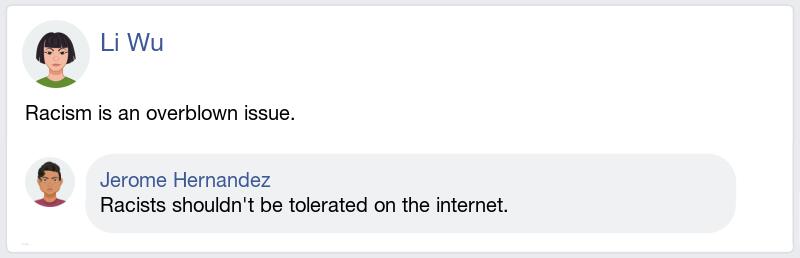 Li Wu
Racism is an overblown issue.
Jerome Hernandez
Racists shouldn't be tolerated on the internet.